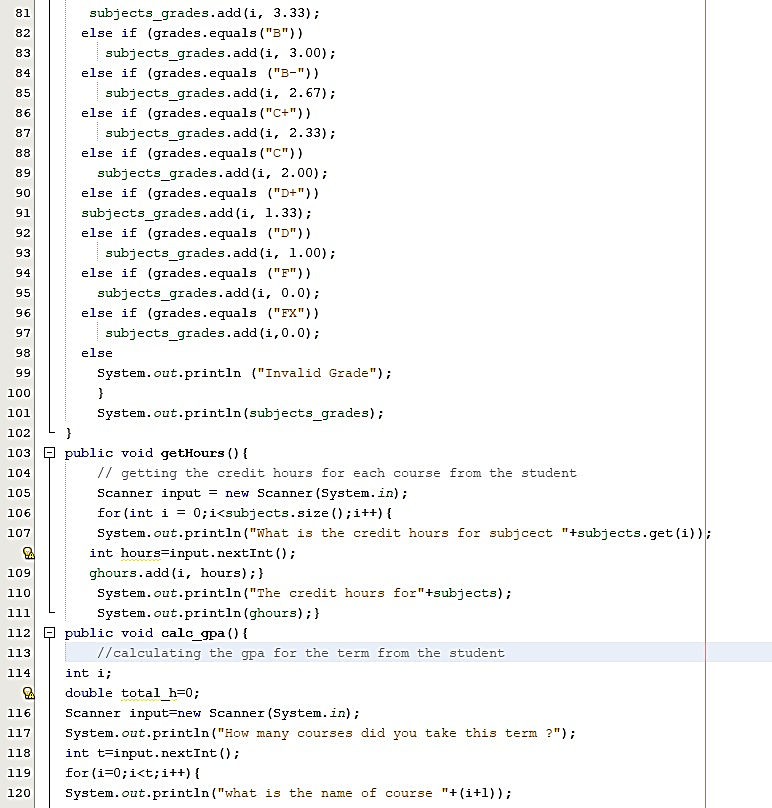 81 subjects_grades.add(i, 3.33);
82 else if (grades.equals("B"))
83 subjects_grades.add(i, 3.00);
84 else if (grades.equals ("B-"))
85 subjects_grades.add(i, 2.67);
86 else if (grades.equals("C+"))
87 subjects_grades.add(i, 2.33);
88 else if (grades.equals("C"))
89 subjects_grades.add(i, 2.00);
90 else if (grades.equals ("D+"))
91 subjects_grades.add(i, 1.33);
92 else if (grades.equals ("D"))
93 subjects_grades.add(i, 1.00);
94 else if (grades.equals ("F"))
95 subjects_grades.add(i, 0.0);
96 else if (grades.equals ("FX"))
97 subjects_grades.add(i,0.0);
98 else
99 System.out.println ("Invalid Grade");
100 }
101 System.out.println(subjects_grades);
102 }
103 public void getHours(){
104 // getting the credit hours for each course from the student
105 Scanner input = new Scanner(System.in);
106 for(int i = 0;i<subjects.size();i++){
107 System.out.println("What is the credit hours for subjcect "+subjects.get(i));
int hours=input.nextInt();
109 ghours.add(i, hours);}
110 System.out.println("The credit hours for"+subjects);
111 System.out.println(ghours);}
112 public void calc_gpa(){
113 //calculating the gpa for the term from the student
114 int i;
double total_h=0;
116 Scanner input=new Scanner(System.in);
117 System.out.println("How many courses did you take this term ?");
118 int t=input.nextInt();
119 for(i=0;i<t;i++){
120 System.out.println("what is the name of course "+(i+1));